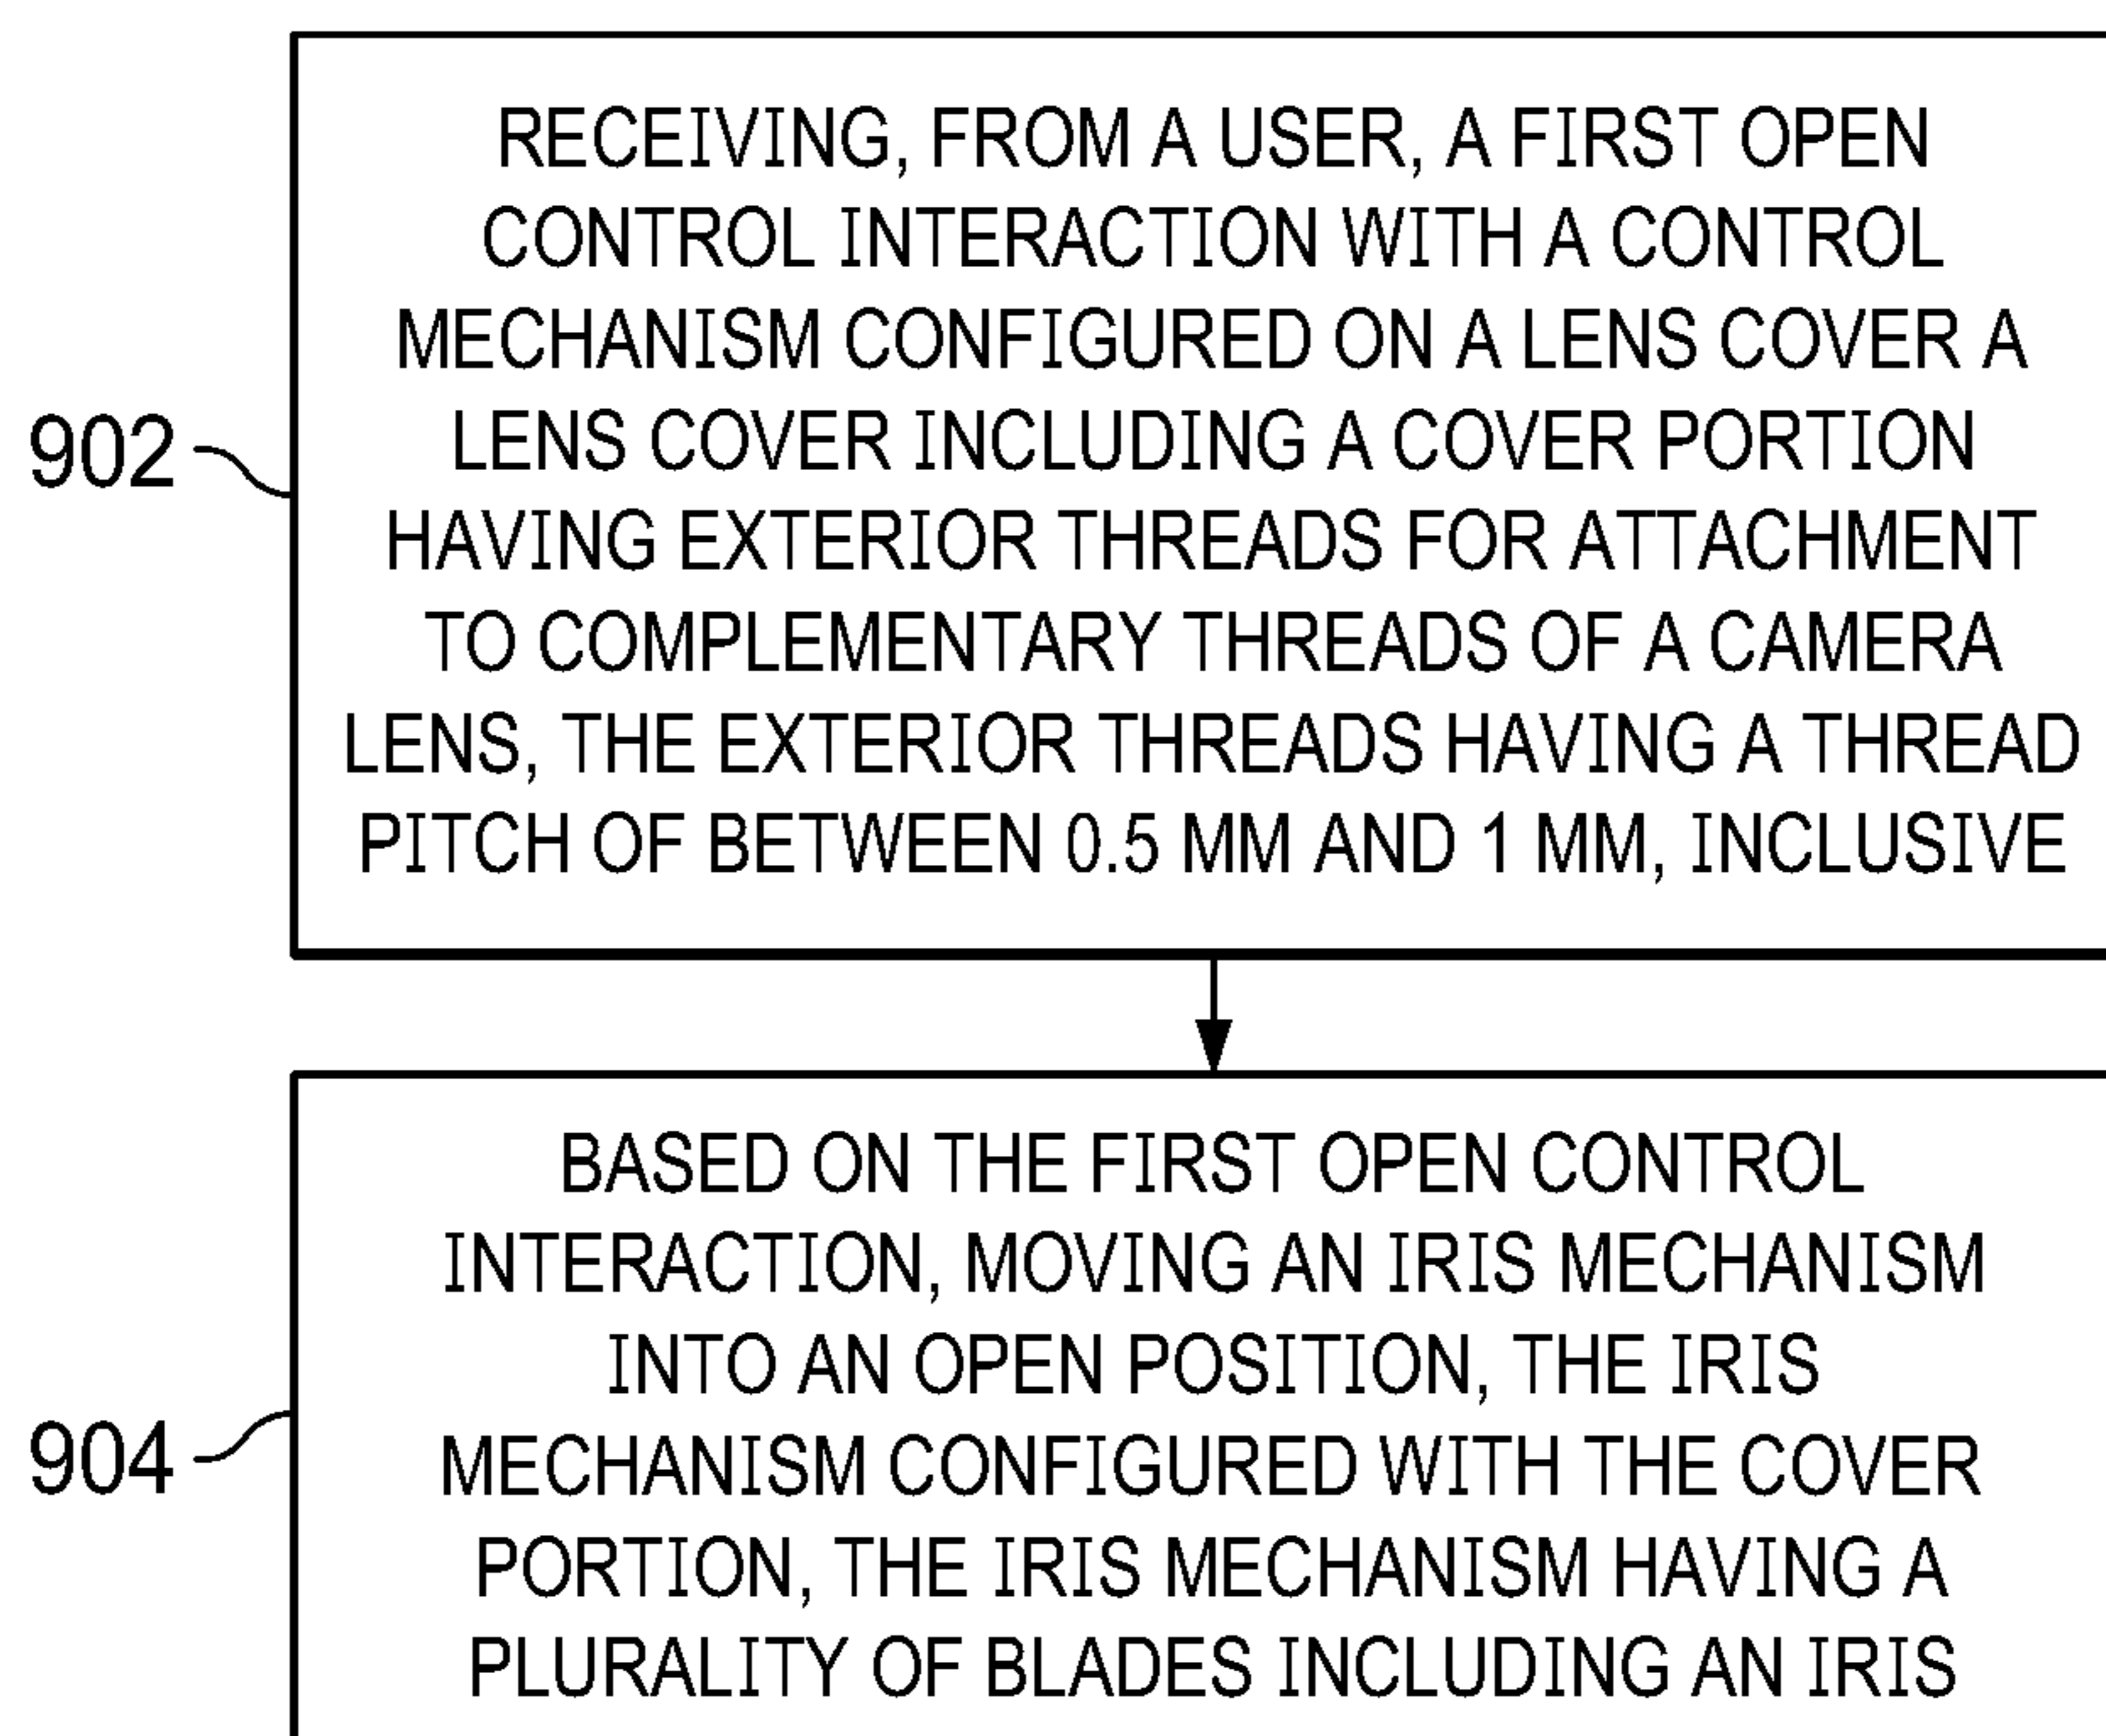 RECEIVING, FROM A USER, A FIRST OPEN
CONTROL INTERACTION WITH A CONTROL
MECHANISM CONFIGURED ON A LENS COVER A
LENS COVER INCLUDING A COVER PORTION
HAVING EXTERIOR THREADS FOR ATTACHMENT
TO COMPLEMENTARY THREADS OF A CAMERA
LENS, THE EXTERIOR THREADS HAVING A THREAD
PITCH OF BETWEEN 0.5 MM AND 1 MM, INCLUSIVE
902
BASED ON THE FIRST OPEN CONTROL
INTERACTION, MOVING AN IRIS MECHANISM
INTO AN OPEN POSITION, THE IRIS
MECHANISM CONFIGURED WITH THE COVER
PORTION, THE IRIS MECHANISM HAVING A
PLURALITY OF BLADES INCLUDING AN IRIS
904